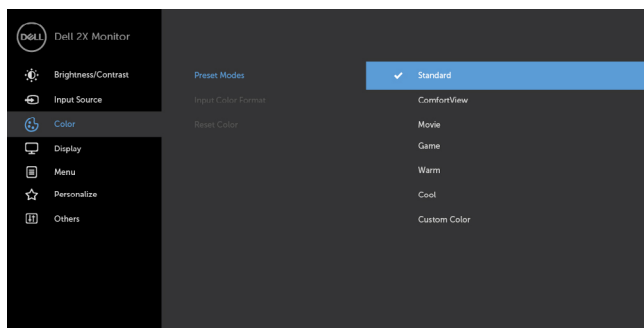 DELL Dell 2X Monitor
Brightness/Contrast
Input Source
Color
Display
Menu
Personalize
Others
Preset Modes
Input Color Format
Reset Color
Standard
ComfortView
Movie
Game
Warm
Cool
Custom Color